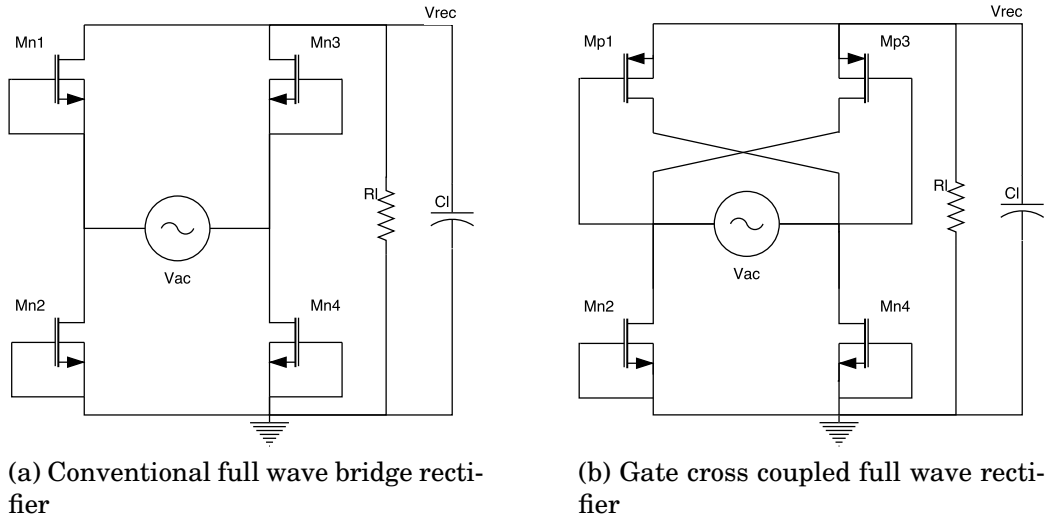 Vrec
Mn1
Mn3
Rl
Cl
Vac
Mn2
Mn4
(a) Conventional full wave bridge recti-
fier
Vrec
Mp1
Mp3
Rl
Cl
Vac
Mn2
Mn4
(b) Gate cross coupled full wave recti-
fier